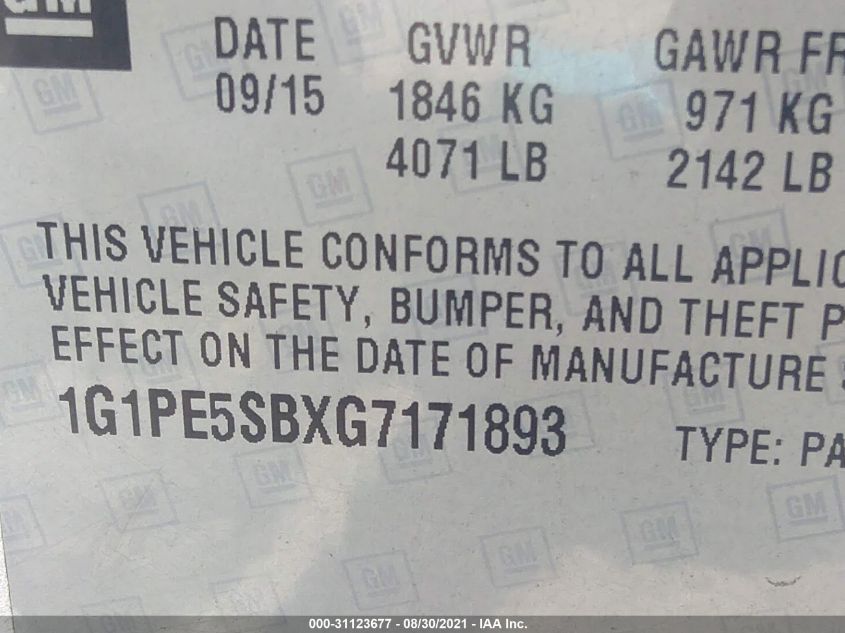 GM
DATE GVWR GAWR FR
09/15 1846 KG 971 KG
4071 LB 2142 LB
THIS VEHICLE CONFORMS TO ALL APPLIC
VEHICLE SAFETY, BUMPER, AND THEFT P
EFFECT ON THE DATE OF MANUFACTURE S
1G1PE5SBXG7171893 TYPE: PA
000-31123677 - 08/30/2021 - IAA Inc.